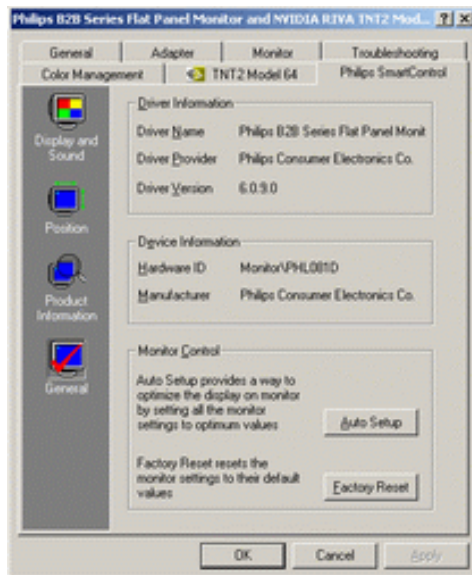 Philips B2B Series Flat Panel Monitor and NVIDIA RIVA TNT2 Mod...
General Adapter Monitor Troubleshooting
Color Management TNT2 Model 64 Philips SmartControl
Display and
Sound
Position
Product
Information
General
Driver Information
Driver Name Philips B2B Series Flat Panel Monit
Driver Provider Philips Consumer Electronics Co.
Driver Version 6.0.9.0
Device Information
Hardware ID Monitor\PHL081D
Manufacturer Philips Consumer Electronics Co.
Monitor Control
Auto Setup provides a way to
optimize the display on monitor
by setting all the monitor
settings to optimum values
Auto Setup
Factory Reset resets the
monitor settings to their default
values
Factory Reset
OK Cancel Apply